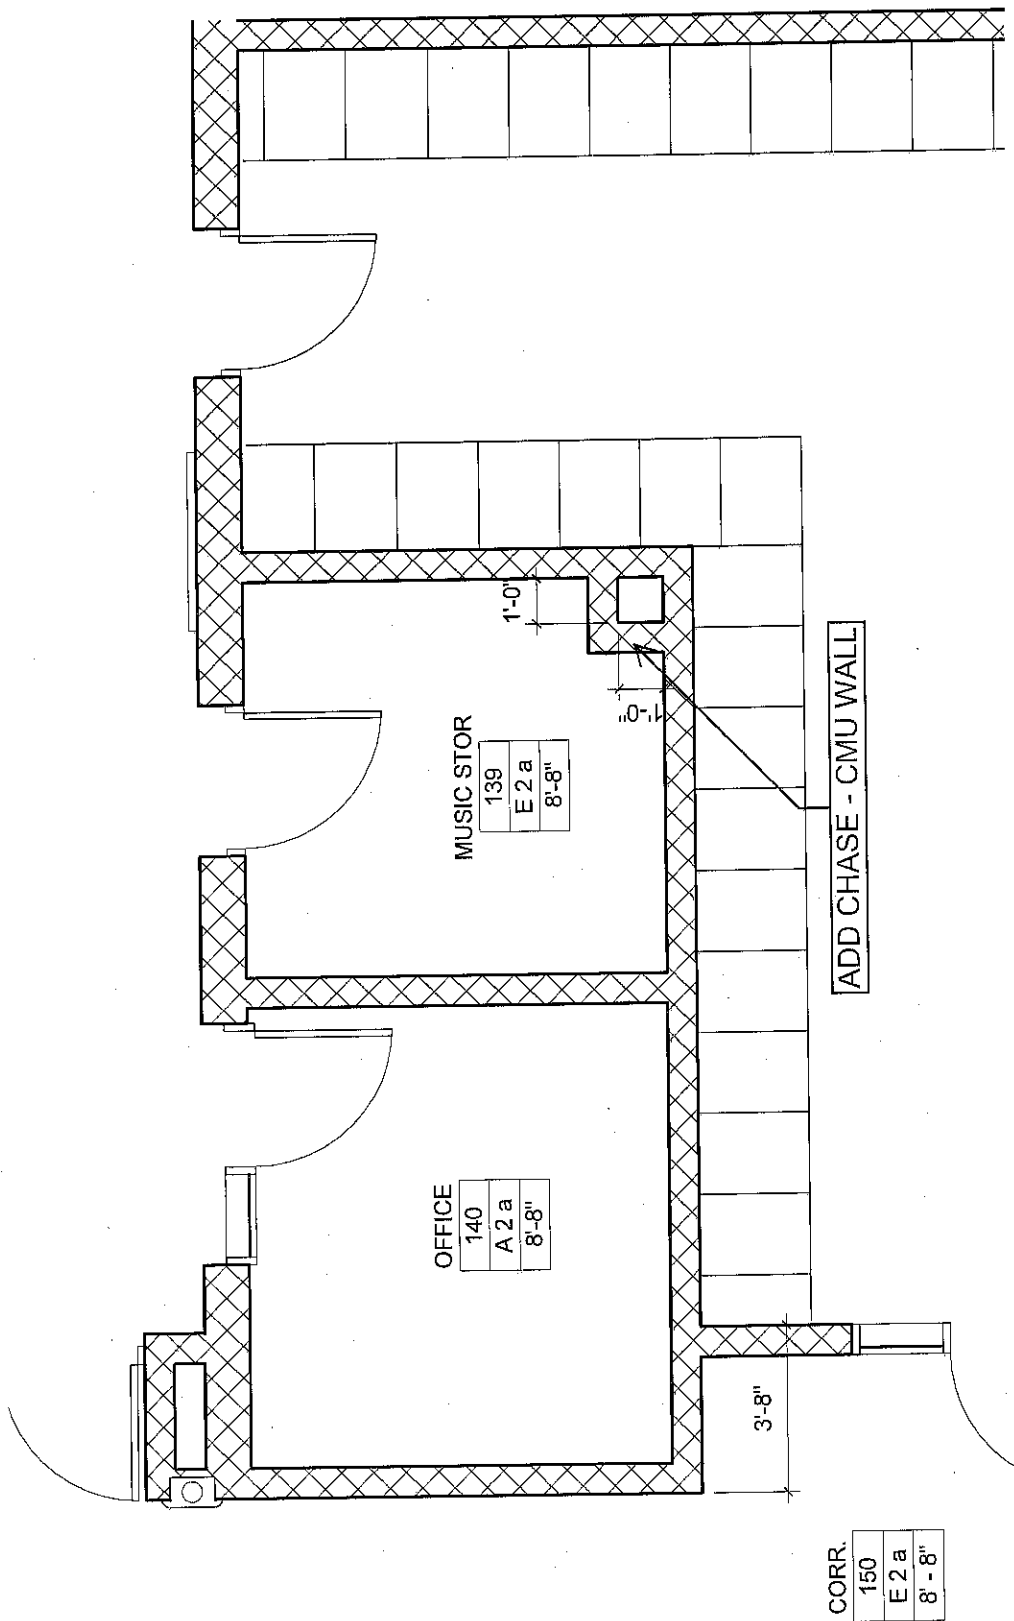 MUSIC STOR
139
E 2 a
8'-8"
1'-0"
1'-0"
ADD CHASE - CMU WALL
OFFICE
140
A 2 a
8'-8"
3'-8"
CORR.
150
E 2 a
8' - 8"